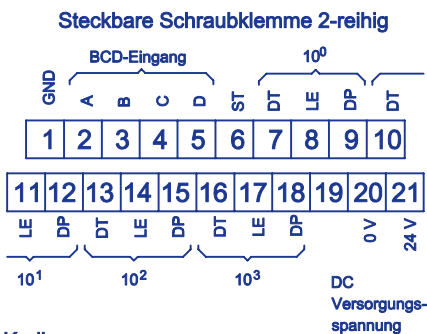 Steckbare Schraubklemme 2-reihig
BCD-Eingang 10⁰
GND A B C D ST DT LE DP DT
1 2 3 4 5 6 7 8 9 10
11 12 13 14 15 16 17 18 19 20 21
LE DP DT LE DP DT LE DP 0 V 24 V
10¹ 10² 10³
DC
Versorgungs-
spannung